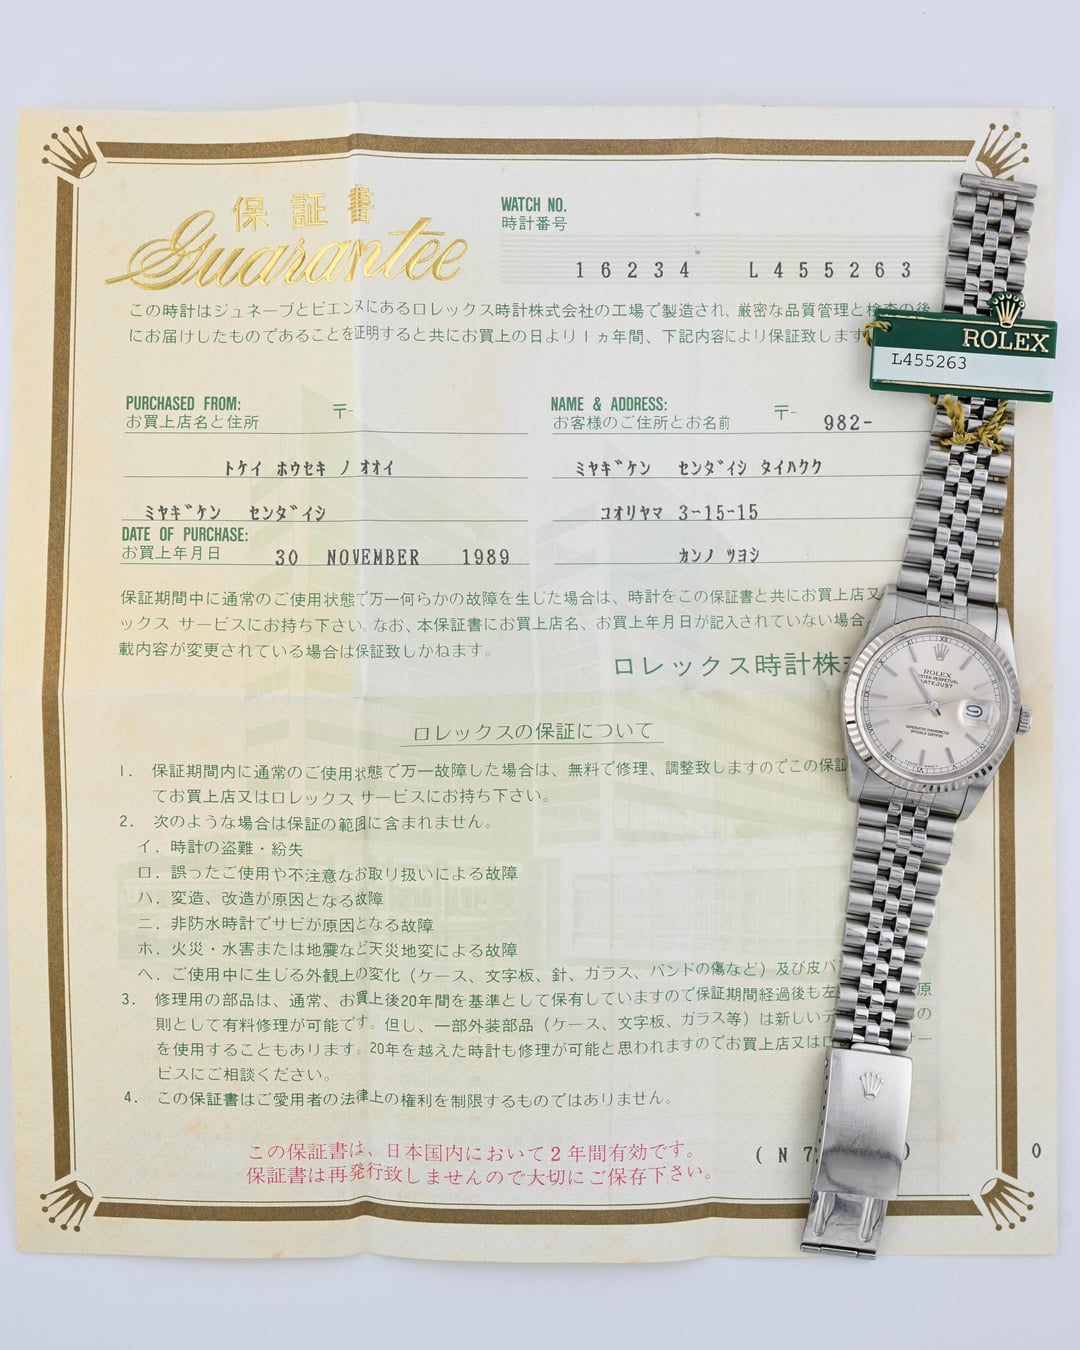 保証書
Guarantee
WATCH NO.
時計番号
16234 L455263
この時計はジュネーブとビエンヌにあるロレックス時計株式会社の工場で製造され、厳密な品質管理と検査の後
にお届けしたものであることを証明すると共にお買上の日より1ヵ年間、下記内容により保証致します
ROLEX
L455263
PURCHASED FROM:
お買上店名と住所
〒-
トケイ ホウセキ ノ オオイ
ミヤギケン センダイシ
NAME & ADDRESS:
お客様のご住所とお名前
〒- 982-
ミヤギケン センダイシ タイハクク
コオリヤマ 3-15-15
カンノ ツヨシ
DATE OF PURCHASE:
お買上年月日
30 NOVEMBER 1989
保証期間中に通常のご使用状態で万一何らかの故障を生じた場合は、時計をこの保証書と共にお買上店又
ックス サービスにお持ち下さい。なお、本保証書にお買上店名、お買上年月日が記入されていない場合
載内容が変更されている場合は保証致しかねます。
ロレックス時計株
ROLEX
OYSTER PERPETUAL
DATEJUST
SUPERLATIVE CHRONOMETER
OFFICIALLY CERTIFIED
ロレックスの保証について
1. 保証期間内に通常のご使用状態で万一故障した場合は、無料で修理、調整致しますのでこの保証
てお買上店又はロレックス サービスにお持ち下さい。
2. 次のような場合は保証の範囲に含まれません。
イ. 時計の盗難・紛失
ロ. 誤ったご使用や不注意なお取り扱いによる故障
ハ. 変造、改造が原因となる故障
ニ. 非防水時計でサビが原因となる故障
ホ. 火災・水害または地震など天災地変による故障
ヘ. ご使用中に生じる外観上の変化（ケース、文字板、針、ガラス、バンドの傷など）及び皮バ
3. 修理用の部品は、通常、お買上後20年間を基準として保有していますので保証期間経過後も 原
則として有料修理が可能です。但し、一部外装部品（ケース、文字板、ガラス等）は新しいデ の
を使用することもあります。20年を越えた時計も修理が可能と思われますのでお買上店又はロ サー
ビスにご相談ください。
4. この保証書はご愛用者の法律上の権利を制限するものではありません。
この保証書は、日本国内において2年間有効です。
保証書は再発行致しませんので大切にご保存下さい。
( N 7 ) 0